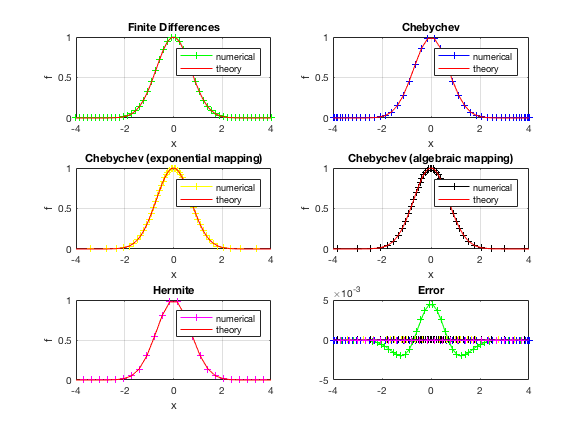 Finite Differences
1
0.5
0
f
numerical
theory
-4 -2 0 2 4
x
Chebychev
1
0.5
0
f
numerical
theory
-4 -2 0 2 4
x
Chebychev (exponential mapping)
1
0.5
0
f
numerical
theory
-4 -2 0 2 4
x
Chebychev (algebraic mapping)
1
0.5
0
f
numerical
theory
-4 -2 0 2 4
x
Hermite
1
0.5
0
f
numerical
theory
-4 -2 0 2 4
x
Error
×10⁻³
5
0
-5
-4 -2 0 2 4